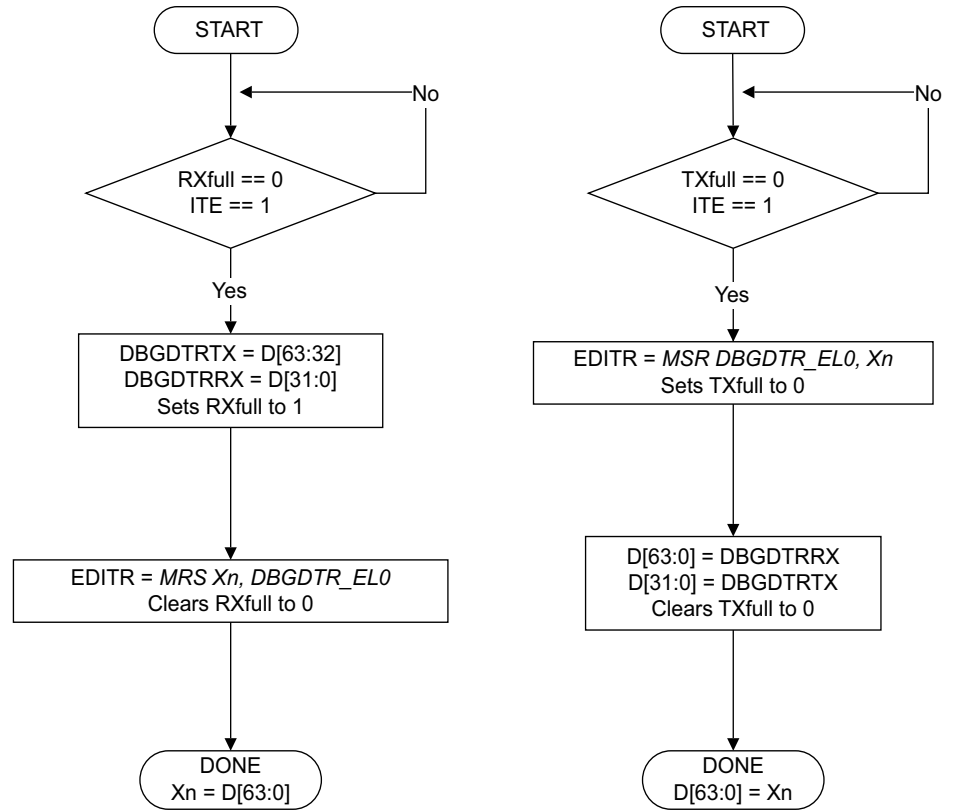 START
No
RXfull == 0
ITE == 1
Yes
DBGDTRTX = D[63:32]
DBGDTRRX = D[31:0]
Sets RXfull to 1
EDITR = MRS Xn, DBGDTR_EL0
Clears RXfull to 0
DONE
Xn = D[63:0]
START
No
TXfull == 0
ITE == 1
Yes
EDITR = MSR DBGDTR_EL0, Xn
Sets TXfull to 0
D[63:0] = DBGDTRRX
D[31:0] = DBGDTRTX
Clears TXfull to 0
DONE
D[63:0] = Xn